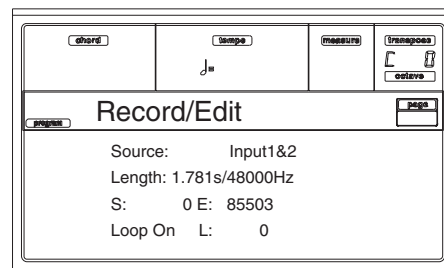 chord tempo measure transpose
♩=
C 0
octave
program Record/Edit page
Source: Input1&2
Length: 1.781s/48000Hz
S: 0 E: 85503
Loop On L: 0